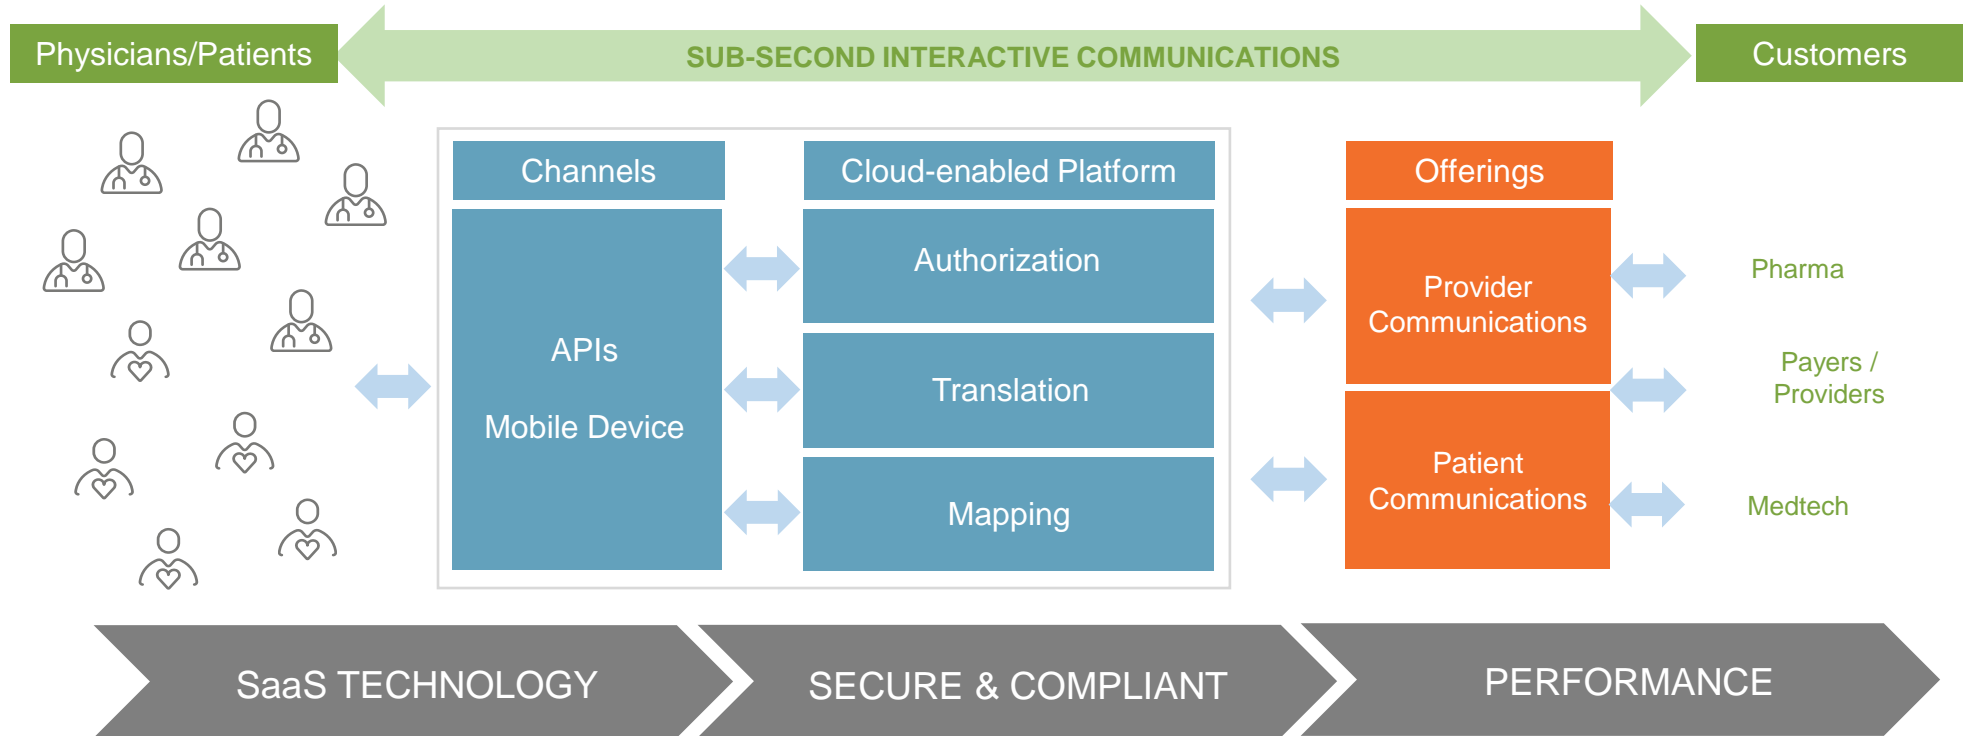 Physicians/Patients
SUB-SECOND INTERACTIVE COMMUNICATIONS
Customers
Channels
Cloud-enabled Platform
Offerings
APIs
Mobile Device
Authorization
Translation
Mapping
Provider
Communications
Patient
Communications
Pharma
Payers /
Providers
Medtech
SaaS TECHNOLOGY
SECURE & COMPLIANT
PERFORMANCE